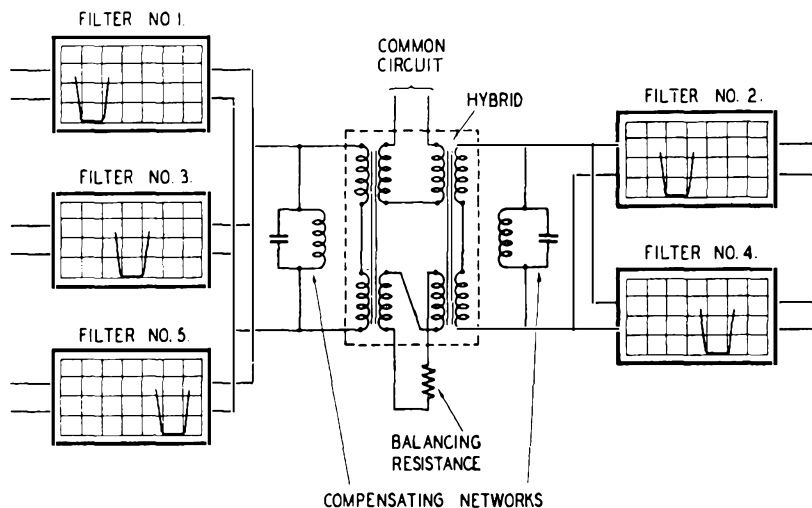 FILTER NO. 1.
COMMON
CIRCUIT
HYBRID
FILTER NO. 2.
FILTER NO. 3.
FILTER NO. 4.
FILTER NO. 5.
BALANCING
RESISTANCE
COMPENSATING NETWORKS